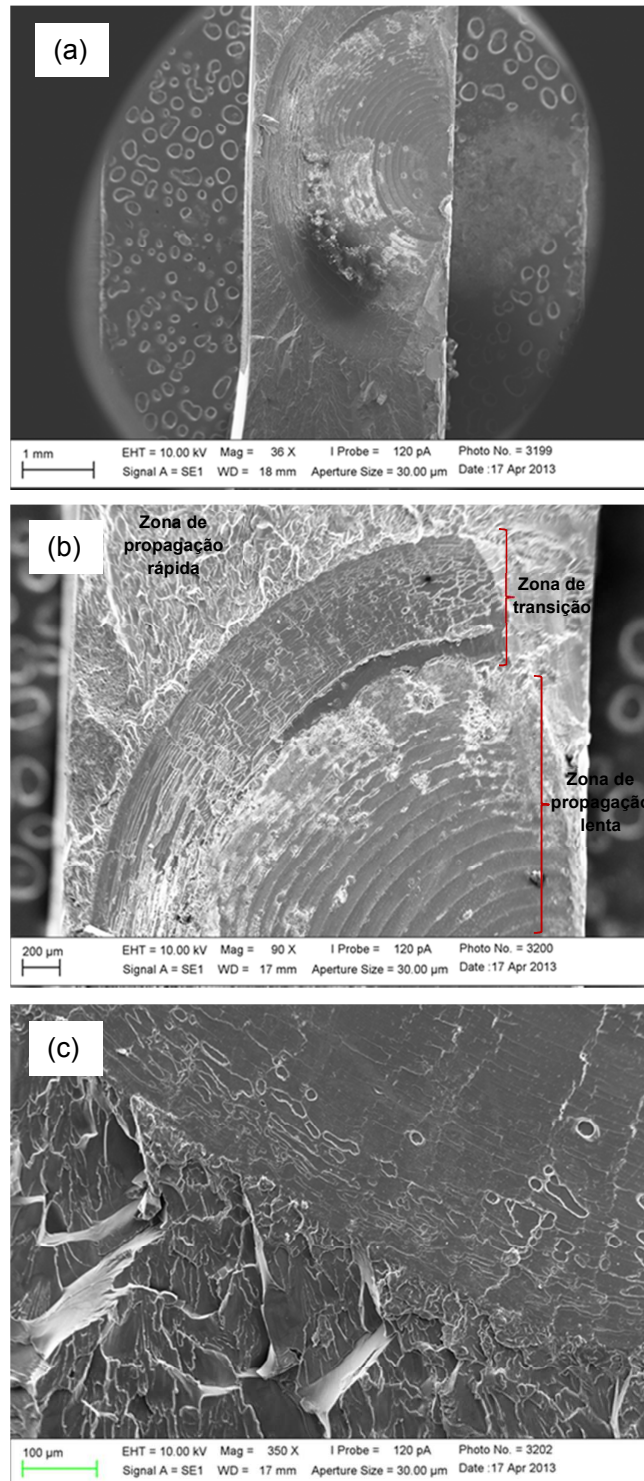 (a)
1 mm
EHT = 10.00 kV Mag = 36 X I Probe = 120 pA Photo No. = 3199
Signal A = SE1 WD = 18 mm Aperture Size = 30.00 µm Date :17 Apr 2013
(b)
Zona de
propagação
rápida
Zona de
transição
Zona de
propagação
lenta
200 µm
EHT = 10.00 kV Mag = 90 X I Probe = 120 pA Photo No. = 3200
Signal A = SE1 WD = 17 mm Aperture Size = 30.00 µm Date :17 Apr 2013
(c)
100 µm
EHT = 10.00 kV Mag = 350 X I Probe = 120 pA Photo No. = 3202
Signal A = SE1 WD = 17 mm Aperture Size = 30.00 µm Date :17 Apr 2013